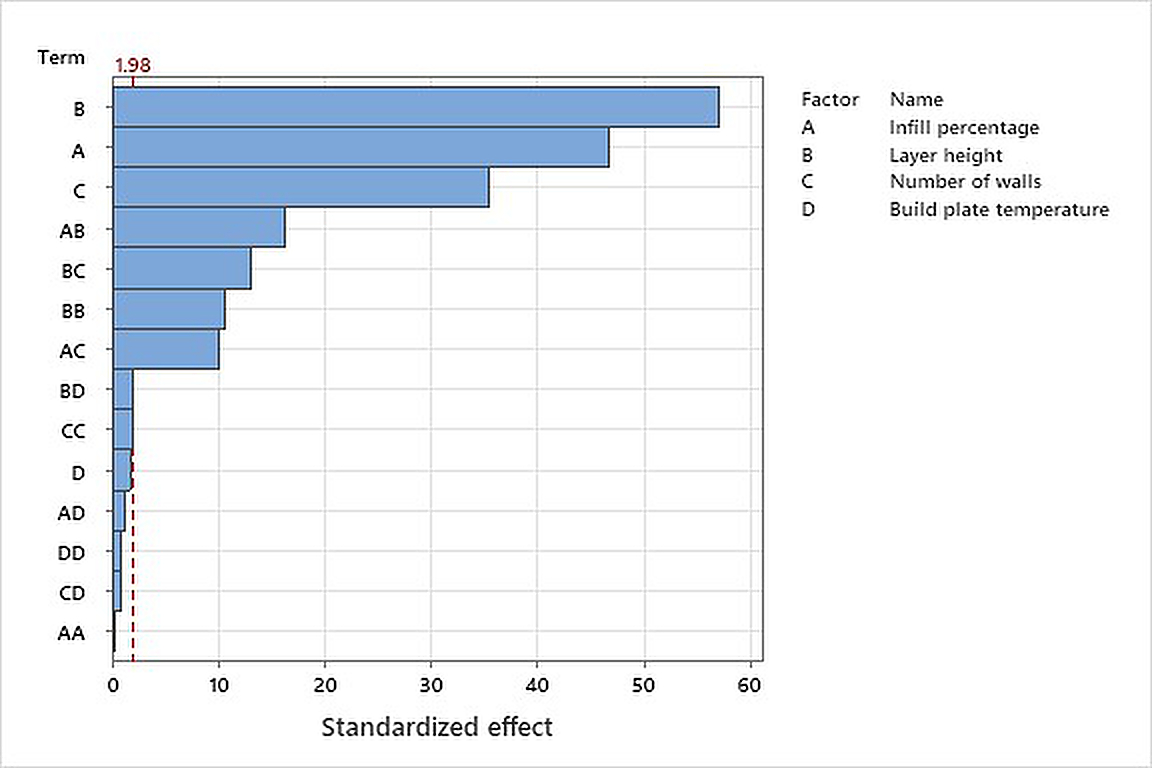 Term
1.98
B
A
C
AB
BC
BB
AC
BD
CC
D
AD
DD
CD
AA
0 10 20 30 40 50 60
Standardized effect
Factor Name
A Infill percentage
B Layer height
C Number of walls
D Build plate temperature